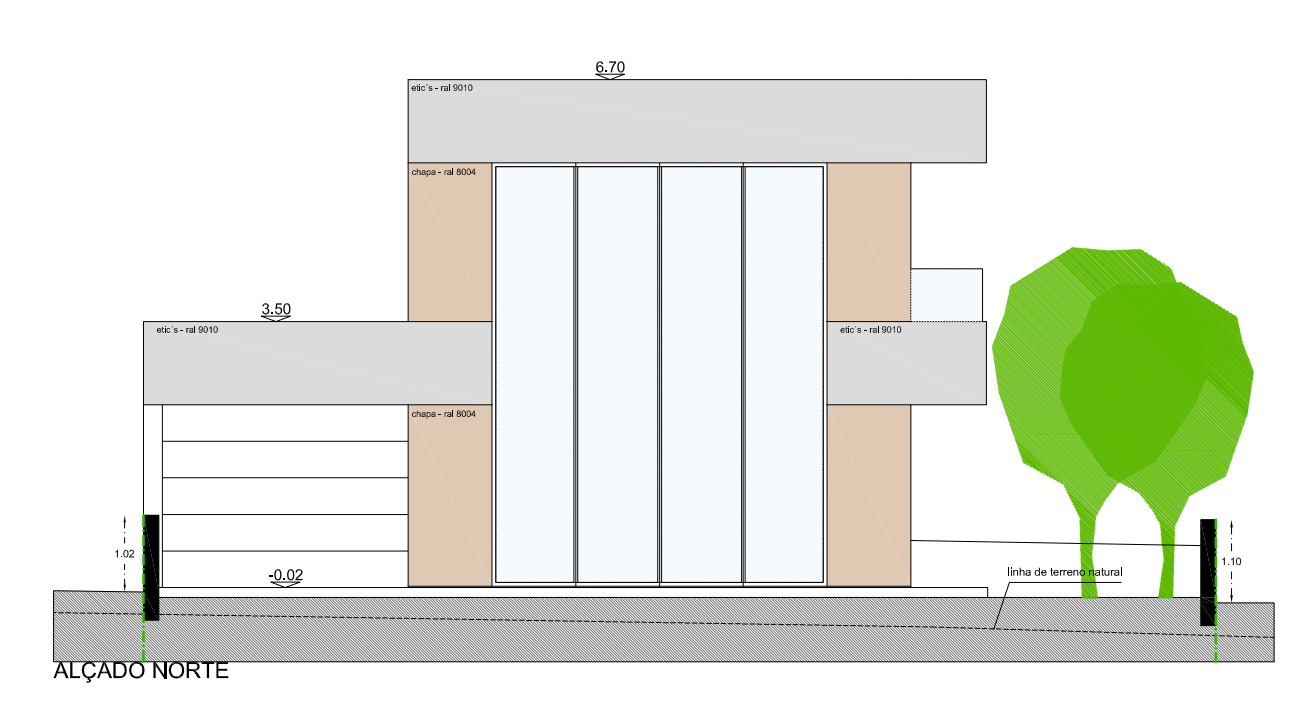 6.70
etic´s - ral 9010
chapa - ral 8004
3.50
etic´s - ral 9010
etic´s - ral 9010
chapa - ral 8004
1.02
-0.02
linha de terreno natural
1.10
ALÇADO NORTE